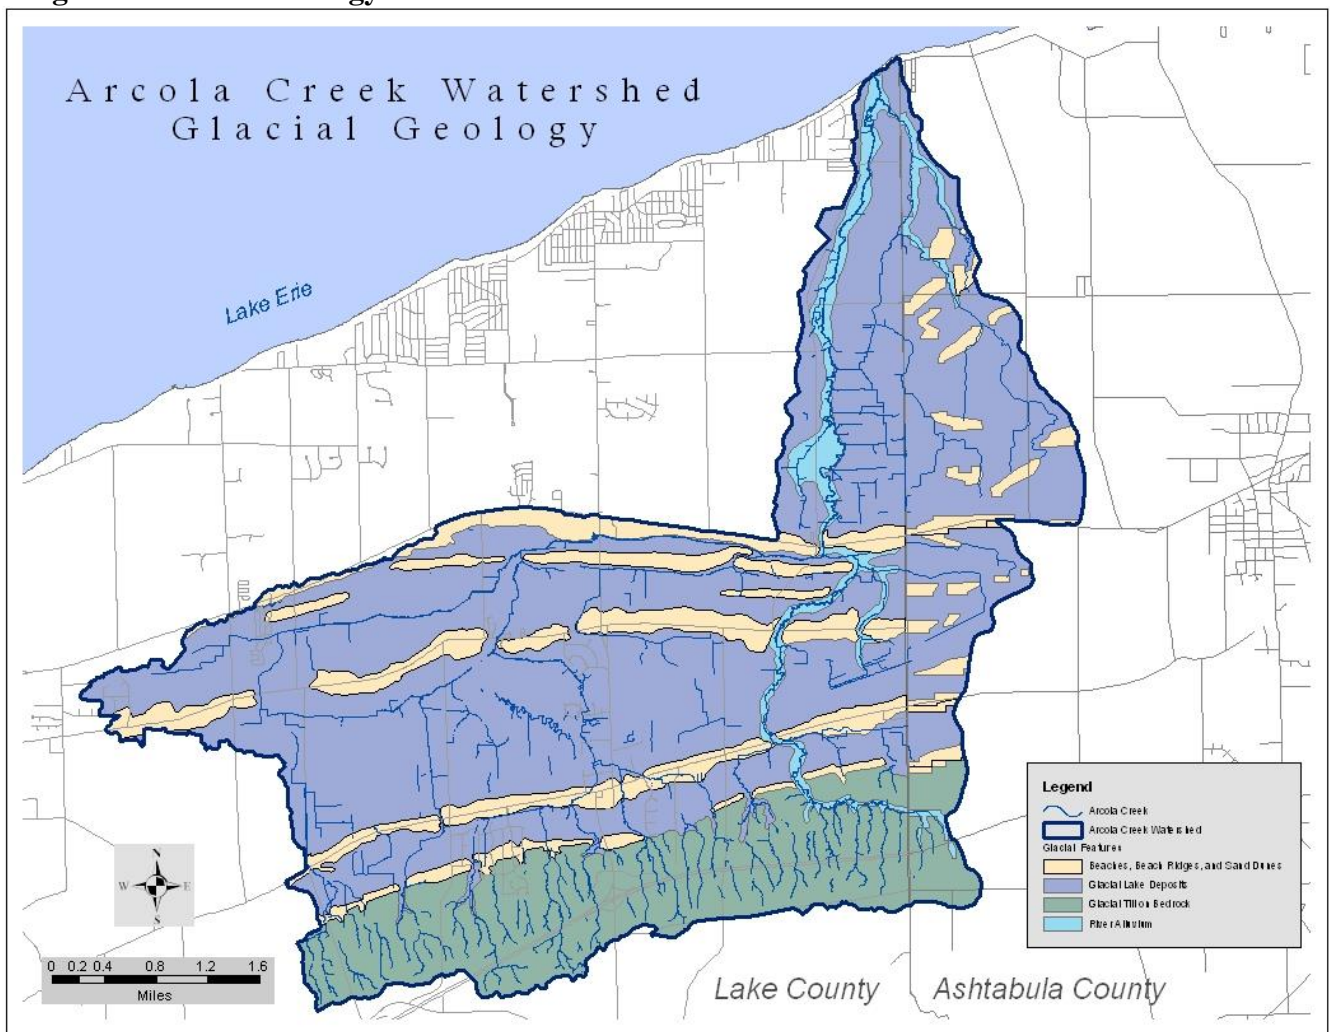 Arcola Creek Watershed
Glacial Geology
Lake Erie
Legend
Arcola Creek
Arcola Creek Watershed
Glacial Features
Beaches, Beach Ridges, and Sand Dunes
Glacial Lake Deposits
Glacial Till on Bedrock
River Alluvium
N
W E
S
0 0.2 0.4 0.8 1.2 1.6
Miles
Lake County
Ashtabula County